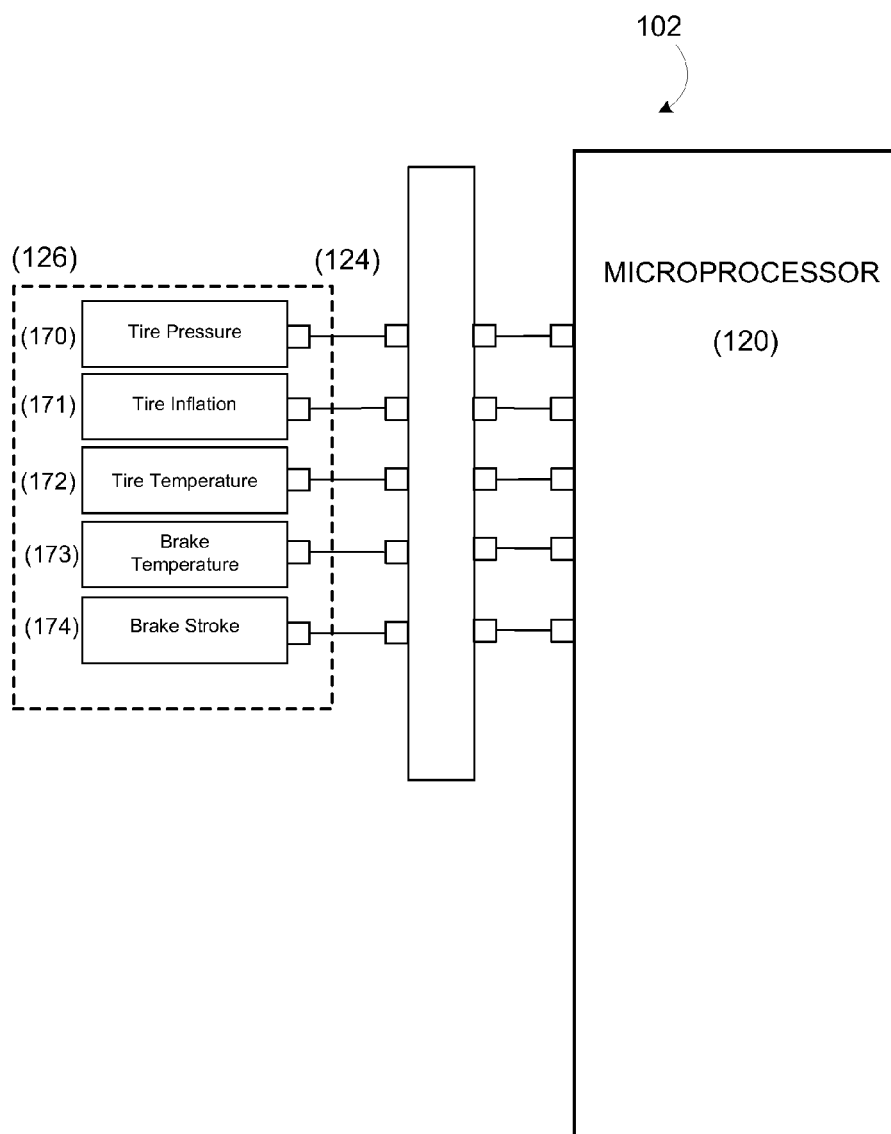 102
MICROPROCESSOR
(120)
(126)
(124)
(170)
Tire Pressure
(171)
Tire Inflation
(172)
Tire Temperature
(173)
Brake
Temperature
(174)
Brake Stroke